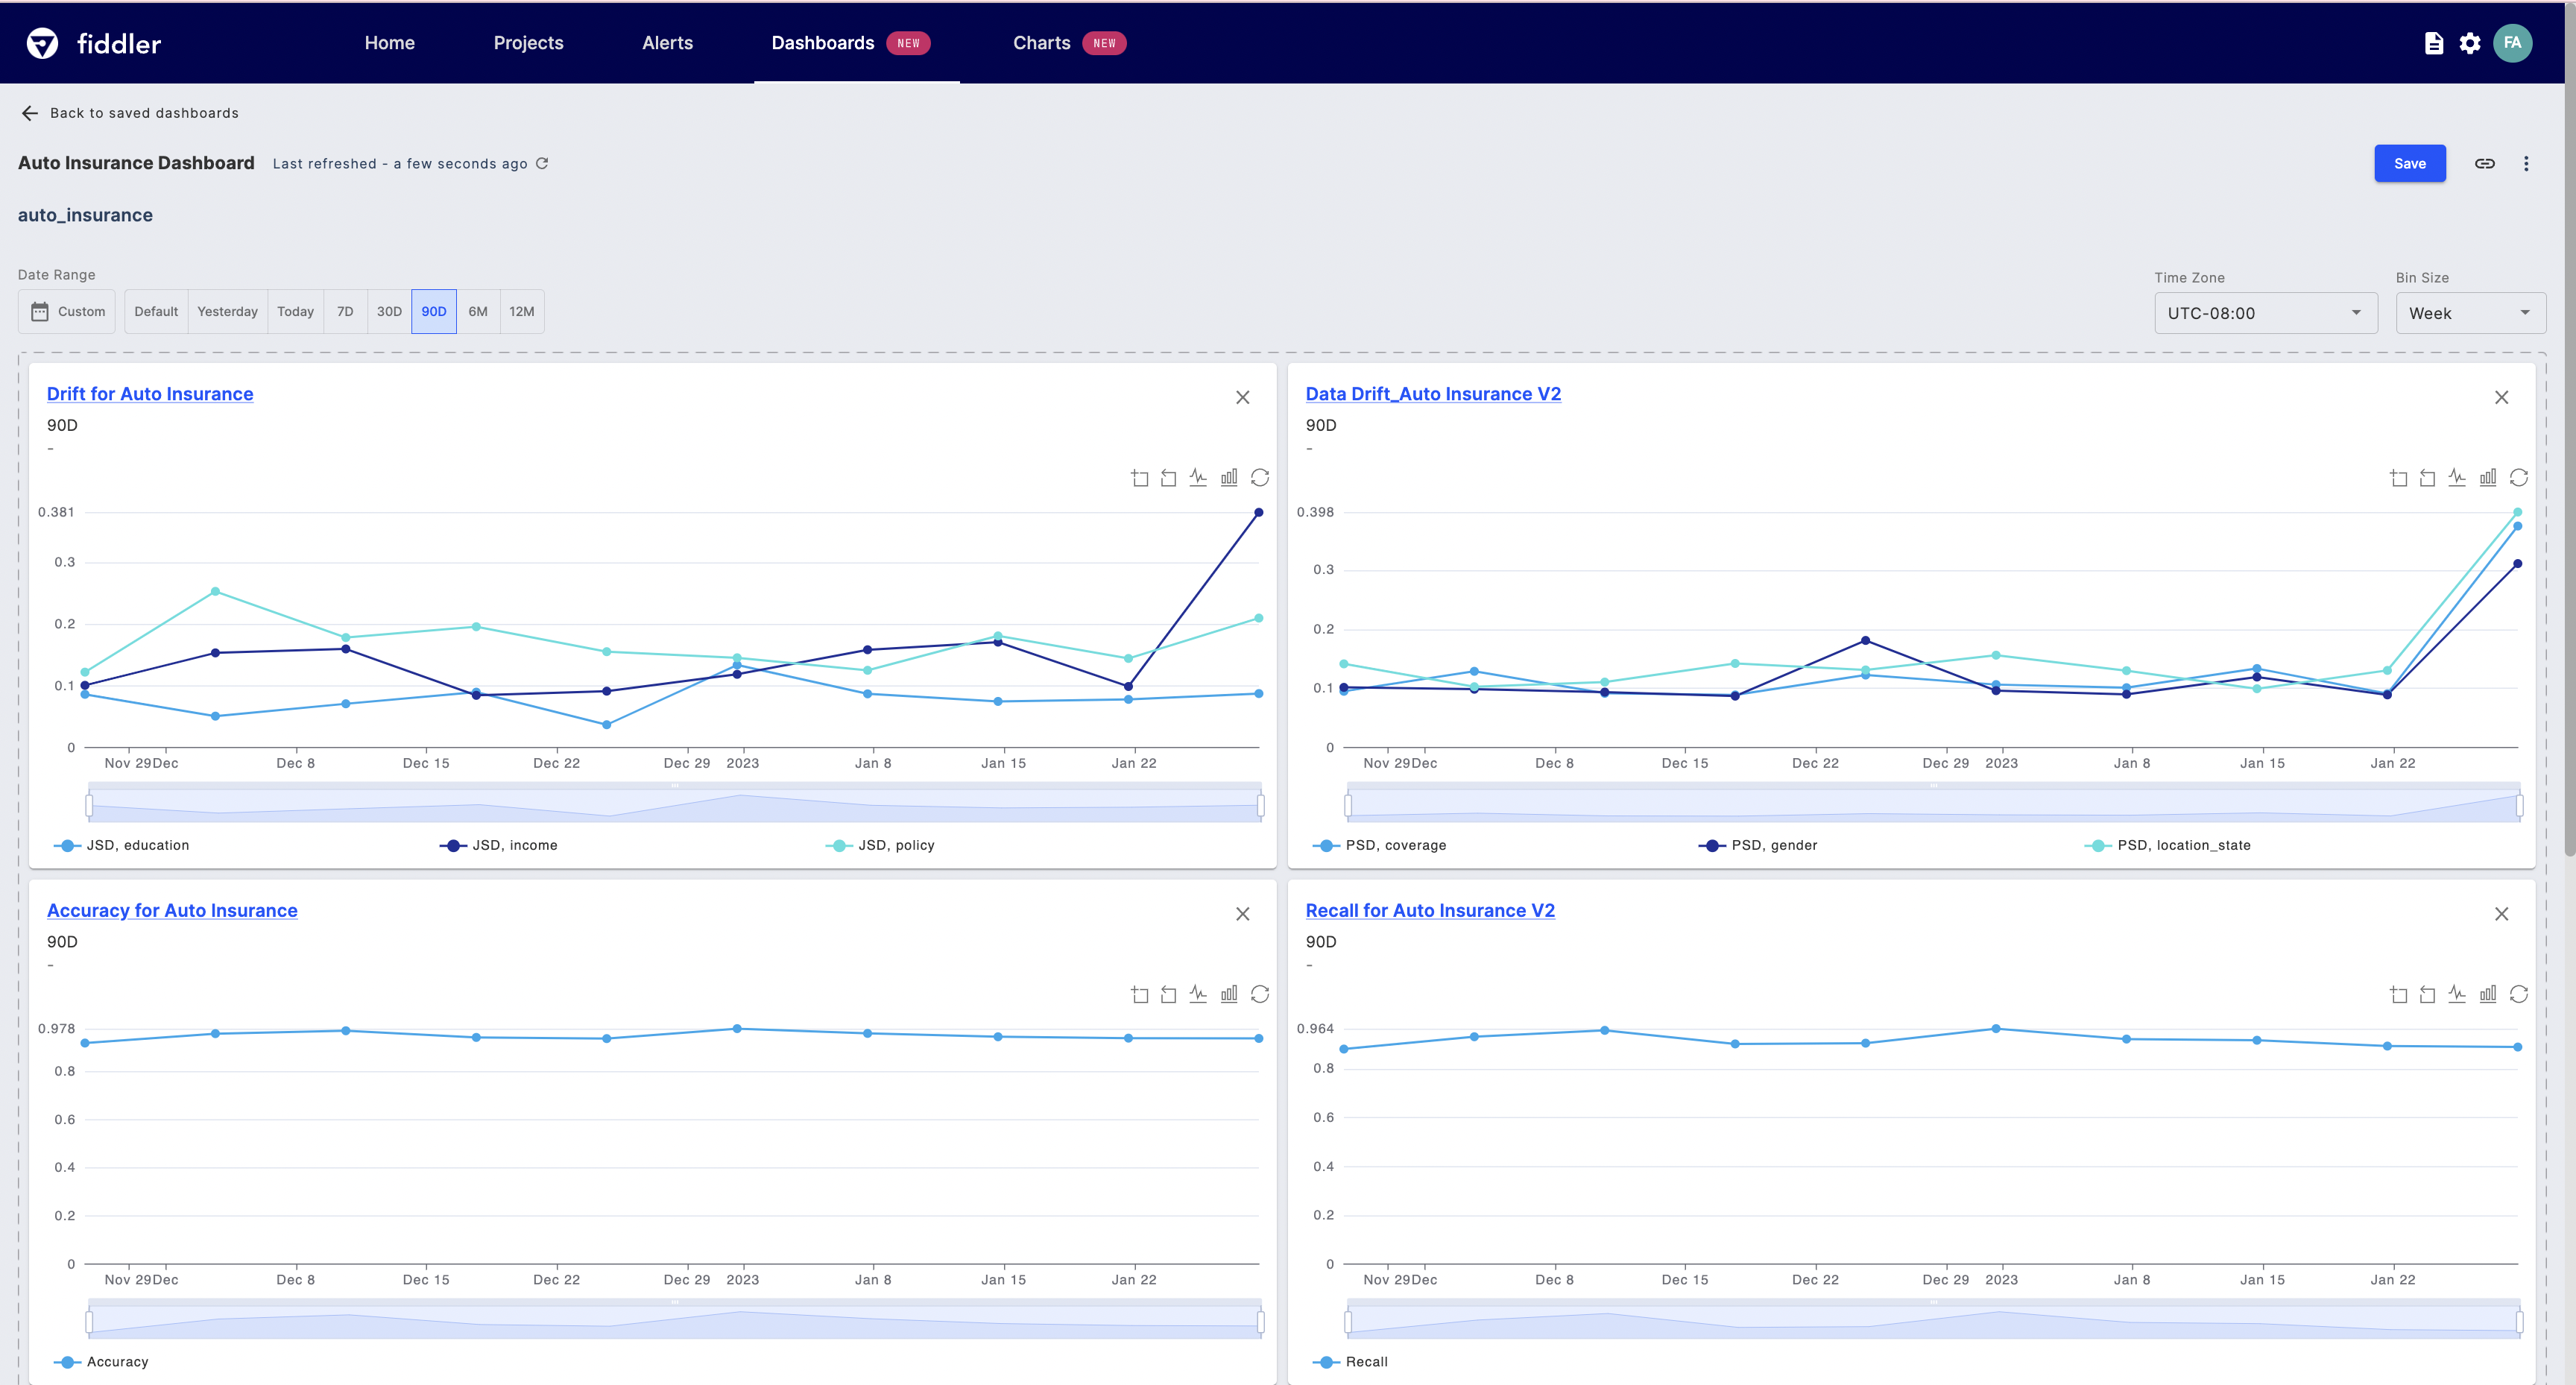 fiddler
Home Projects Alerts Dashboards NEW Charts NEW FA
Back to saved dashboards
Auto Insurance Dashboard Last refreshed - a few seconds ago Save
auto_insurance
Date Range Time Zone Bin Size
Custom Default Yesterday Today 7D 30D 90D 6M 12M UTC-08:00 Week
Drift for Auto Insurance
90D
-
0.381
0.3
0.2
0.1
0
Nov 29 Dec Dec 8 Dec 15 Dec 22 Dec 29 2023 Jan 8 Jan 15 Jan 22
JSD, education JSD, income JSD, policy
Data Drift_Auto Insurance V2
90D
-
0.398
0.3
0.2
0.1
0
Nov 29 Dec Dec 8 Dec 15 Dec 22 Dec 29 2023 Jan 8 Jan 15 Jan 22
PSD, coverage PSD, gender PSD, location_state
Accuracy for Auto Insurance
90D
-
0.978
0.8
0.6
0.4
0.2
0
Nov 29 Dec Dec 8 Dec 15 Dec 22 Dec 29 2023 Jan 8 Jan 15 Jan 22
Accuracy
Recall for Auto Insurance V2
90D
-
0.964
0.8
0.6
0.4
0.2
0
Nov 29 Dec Dec 8 Dec 15 Dec 22 Dec 29 2023 Jan 8 Jan 15 Jan 22
Recall